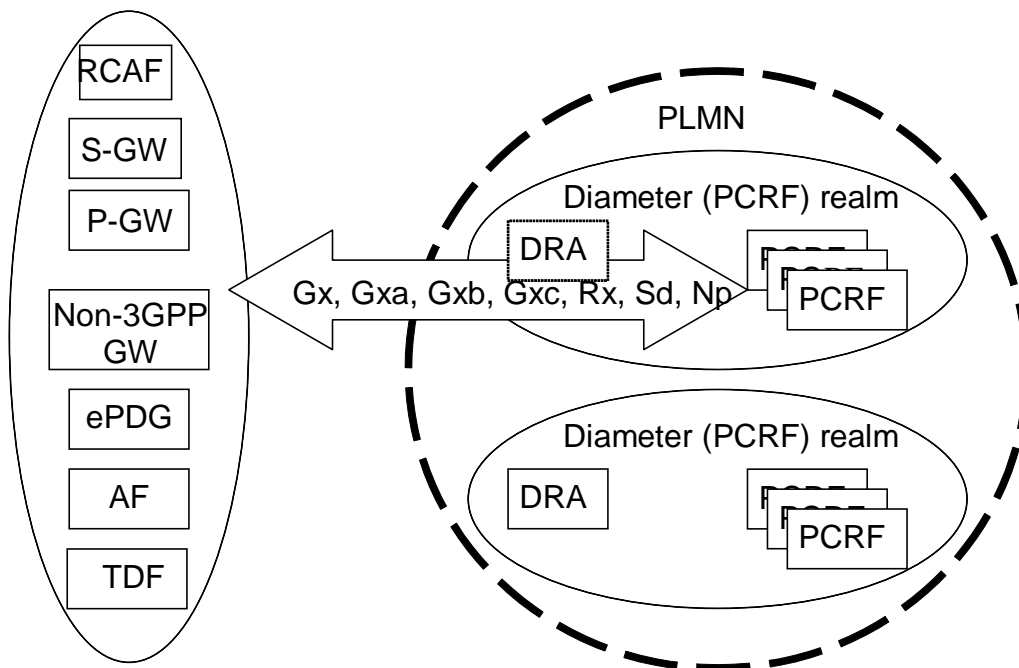 RCAF
S-GW
P-GW
Non-3GPP
GW
ePDG
AF
TDF
PLMN
Diameter (PCRF) realm
DRA
Gx, Gxa, Gxb, Gxc, Rx, Sd, Np
PCRF
Diameter (PCRF) realm
DRA
PCRF